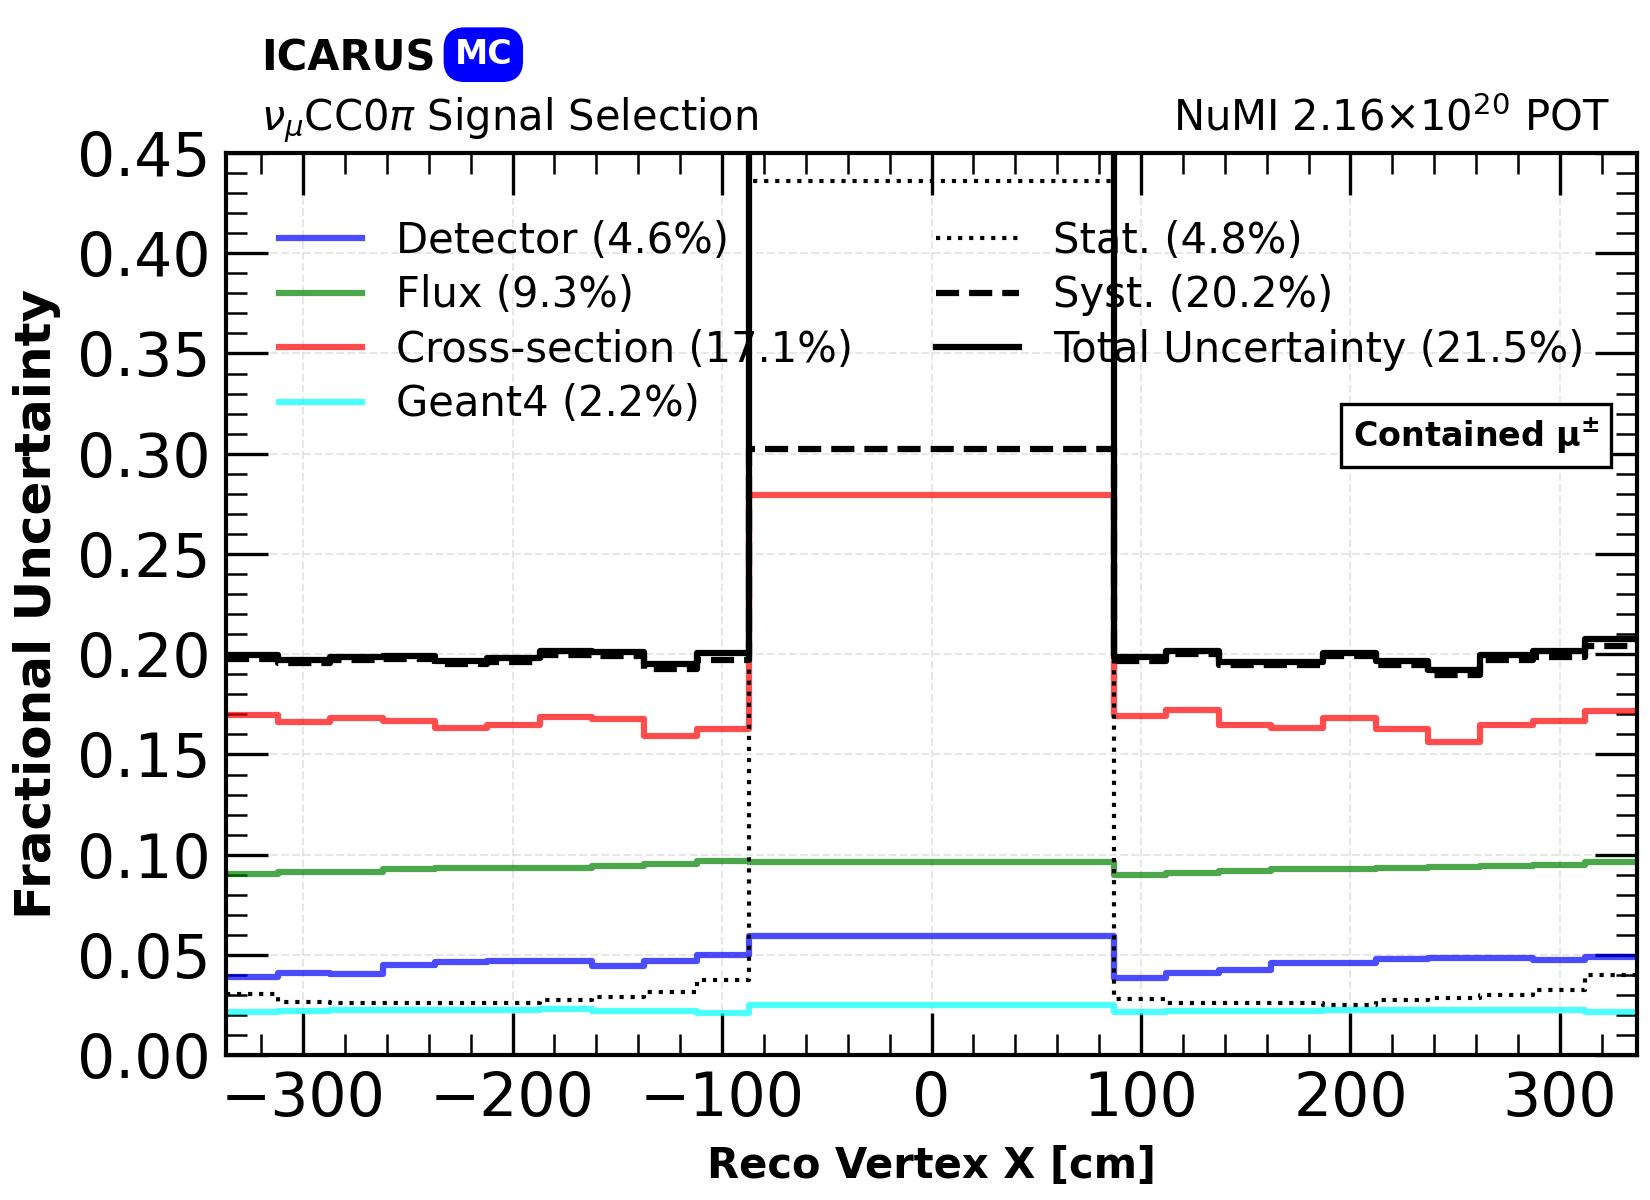 ICARUS MC
νμCC0π Signal Selection
NuMI 2.16×10²⁰ POT
0.45
0.40
0.35
0.30
0.25
0.20
0.15
0.10
0.05
0.00
Fractional Uncertainty
Detector (4.6%)
Flux (9.3%)
Cross-section (17.1%)
Geant4 (2.2%)
Stat. (4.8%)
Syst. (20.2%)
Total Uncertainty (21.5%)
Contained μ±
−300 −200 −100 0 100 200 300
Reco Vertex X [cm]